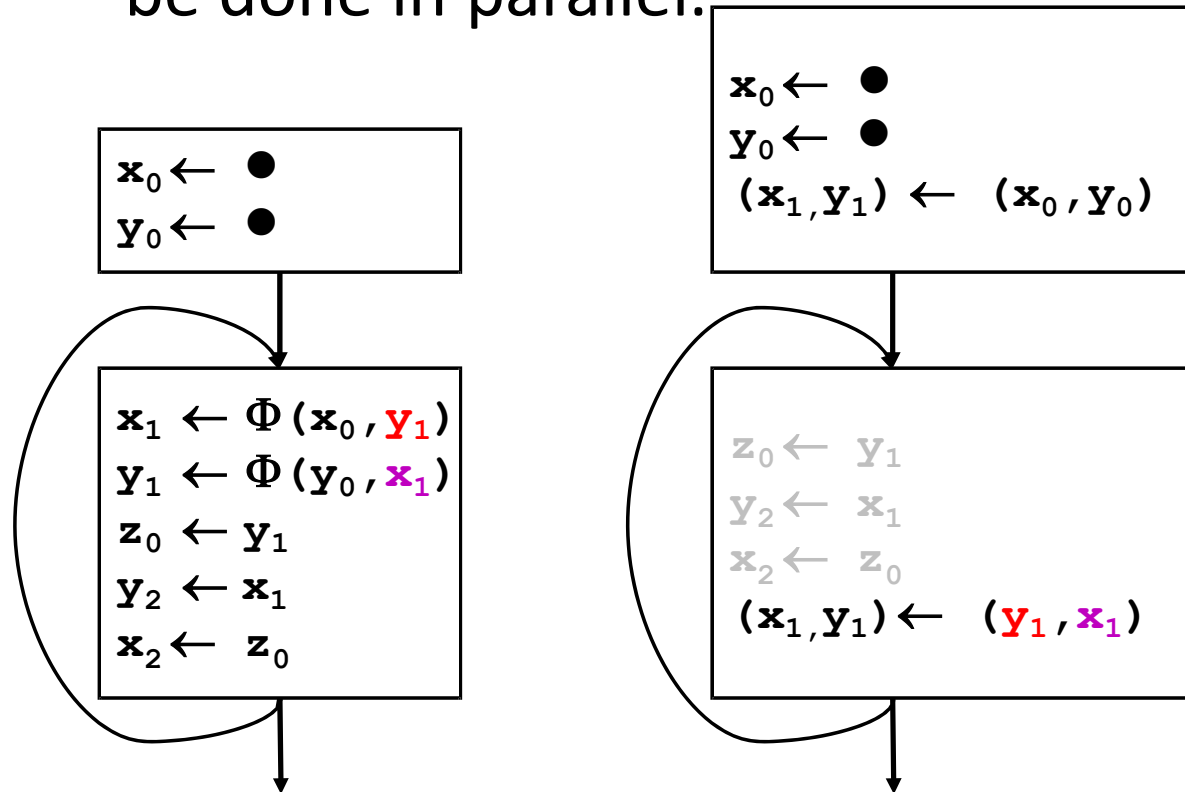 be done in parallel.
x₀ ← ●
y₀ ← ●
x₁ ← Φ(x₀,y₁)
y₁ ← Φ(y₀,x₁)
z₀ ← y₁
y₂ ← x₁
x₂ ← z₀
x₀ ← ●
y₀ ← ●
(x₁,y₁) ← (x₀,y₀)
z₀ ← y₁
y₂ ← x₁
x₂ ← z₀
(x₁,y₁) ← (y₁,x₁)